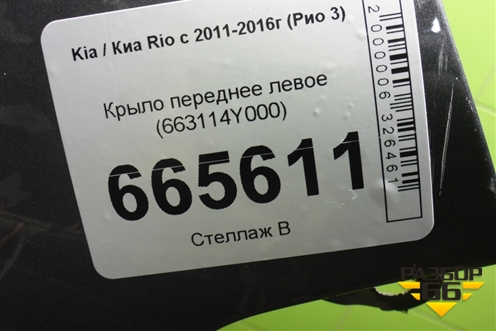 Kia / Киа Rio с 2011-2016г (Рио 3)
Крыло переднее левое
(663114Y000)
665611
Стеллаж В
2000006326461
РАЗБОР
66